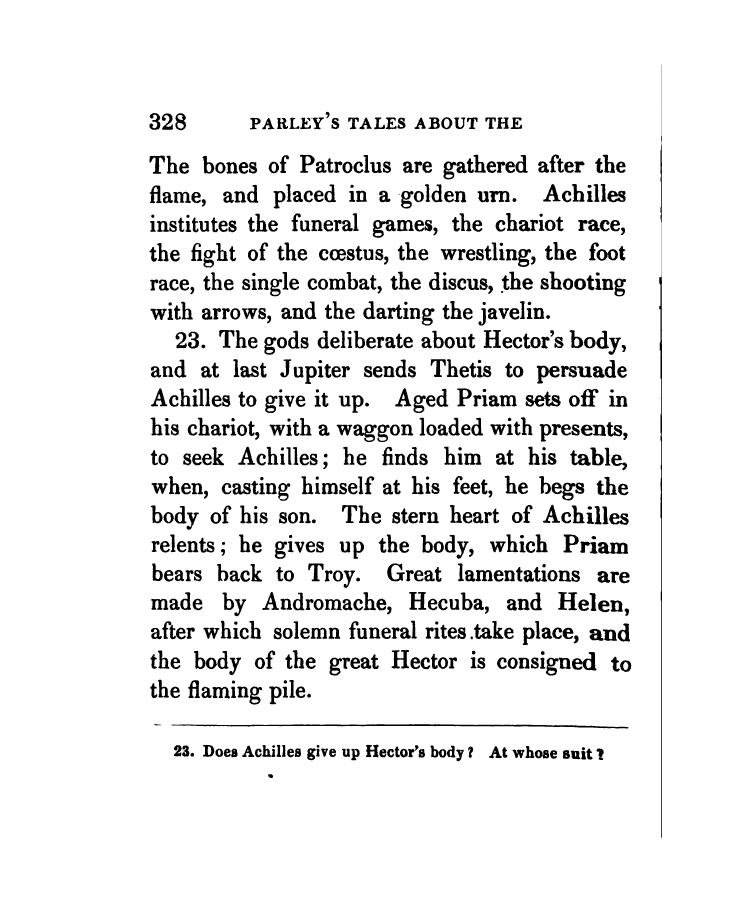 328 PARLEY'S TALES ABOUT THE
The bones of Patroclus are gathered after the
flame, and placed in a golden urn. Achilles
institutes the funeral games, the chariot race,
the fight of the cœstus, the wrestling, the foot
race, the single combat, the discus, the shooting
with arrows, and the darting the javelin.
23. The gods deliberate about Hector's body,
and at last Jupiter sends Thetis to persuade
Achilles to give it up. Aged Priam sets off in
his chariot, with a waggon loaded with presents,
to seek Achilles; he finds him at his table,
when, casting himself at his feet, he begs the
body of his son. The stern heart of Achilles
relents; he gives up the body, which Priam
bears back to Troy. Great lamentations are
made by Andromache, Hecuba, and Helen,
after which solemn funeral rites take place, and
the body of the great Hector is consigned to
the flaming pile.
23. Does Achilles give up Hector's body? At whose suit?